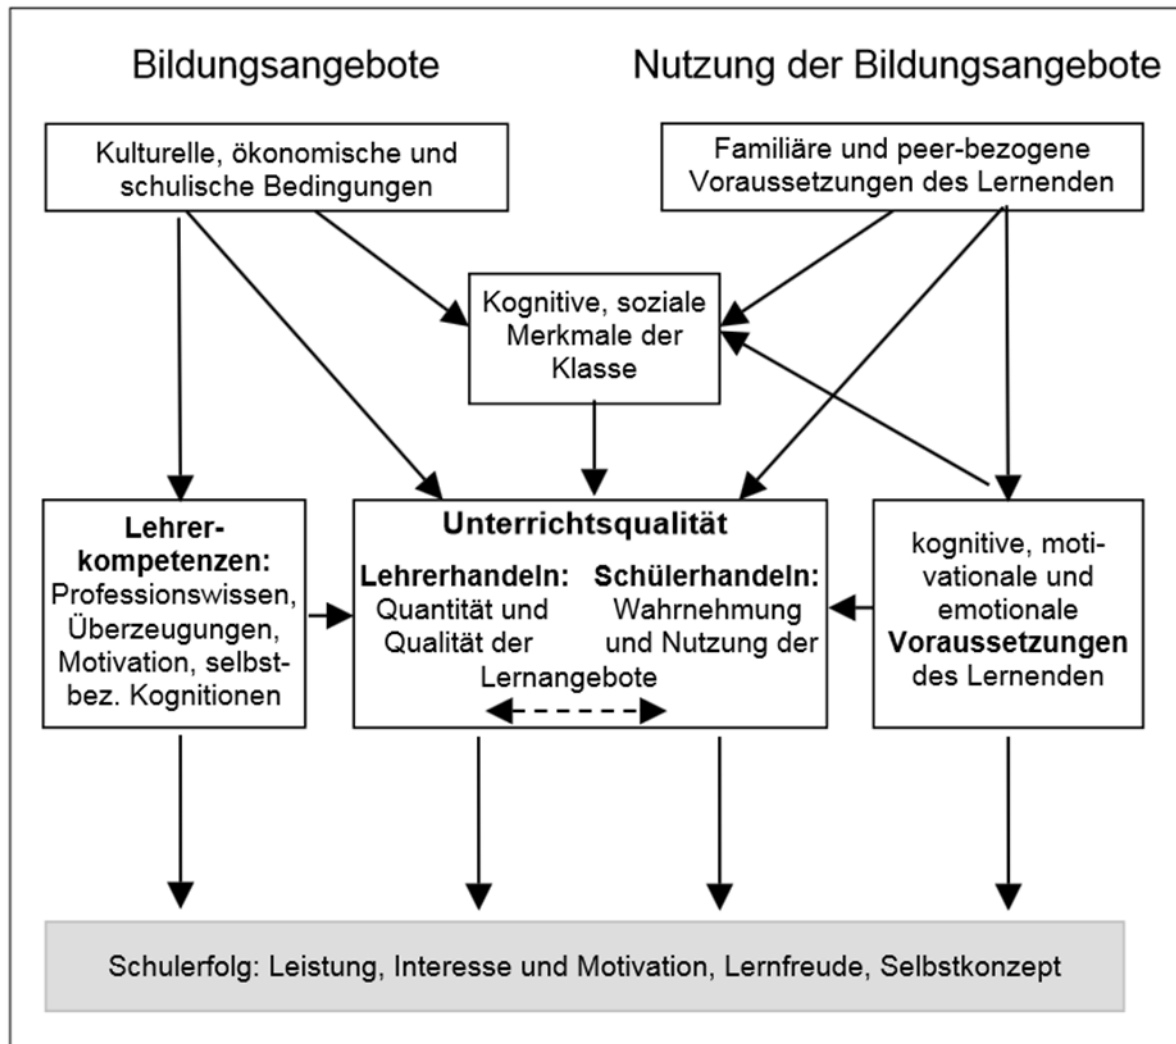 Bildungsangebote
Nutzung der Bildungsangebote
Kulturelle, ökonomische und
schulische Bedingungen
Familiäre und peer-bezogene
Voraussetzungen des Lernenden
Kognitive, soziale
Merkmale der
Klasse
Lehrer-
kompetenzen:
Professionswissen,
Überzeugungen,
Motivation, selbst-
bez. Kognitionen
Unterrichtsqualität
Lehrerhandeln:
Quantität und
Qualität der
Schülerhandeln:
Wahrnehmung
und Nutzung der
Lernangebote
kognitive, moti-
vationale und
emotionale
Voraussetzungen
des Lernenden
Schulerfolg: Leistung, Interesse und Motivation, Lernfreude, Selbstkonzept